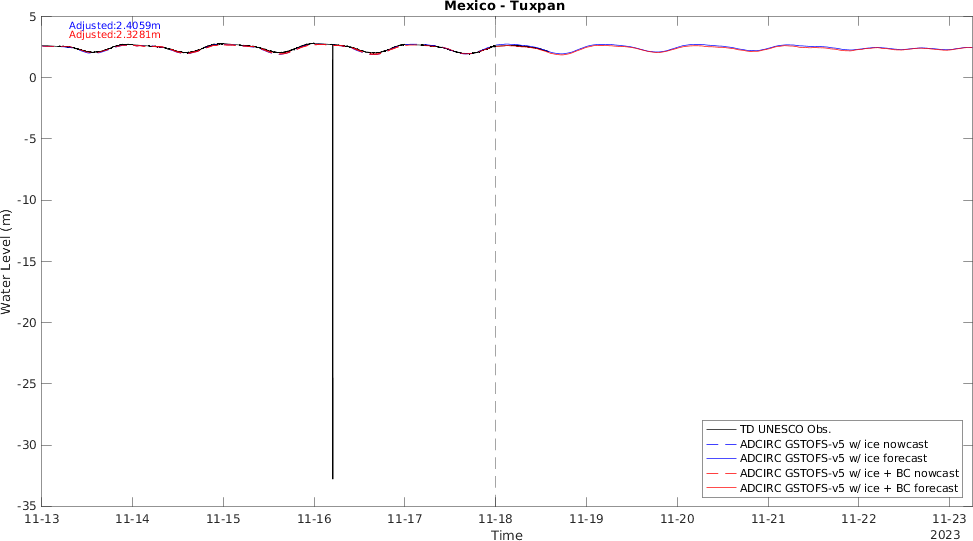 Mexico - Tuxpan
Adjusted:2.4059m
Adjusted:2.3281m
5
0
-5
-10
-15
-20
-25
-30
-35
Water Level (m)
11-13
11-14
11-15
11-16
11-17
11-18
11-19
11-20
11-21
11-22
11-23
2023
Time
TD UNESCO Obs.
ADCIRC GSTOFS-v5 w/ ice nowcast
ADCIRC GSTOFS-v5 w/ ice forecast
ADCIRC GSTOFS-v5 w/ ice + BC nowcast
ADCIRC GSTOFS-v5 w/ ice + BC forecast